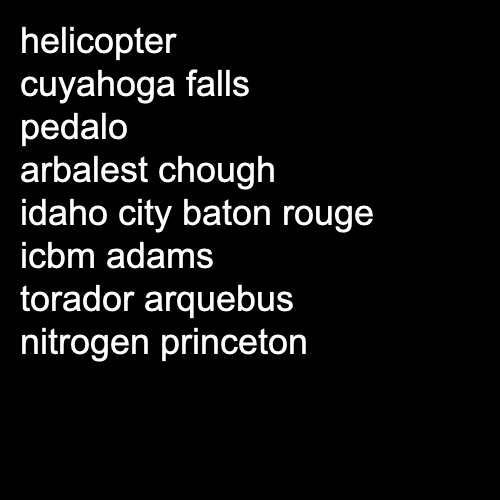 helicopter
cuyahoga falls
pedalo
arbalest chough
idaho city baton rouge
icbm adams
torador arquebus
nitrogen princeton